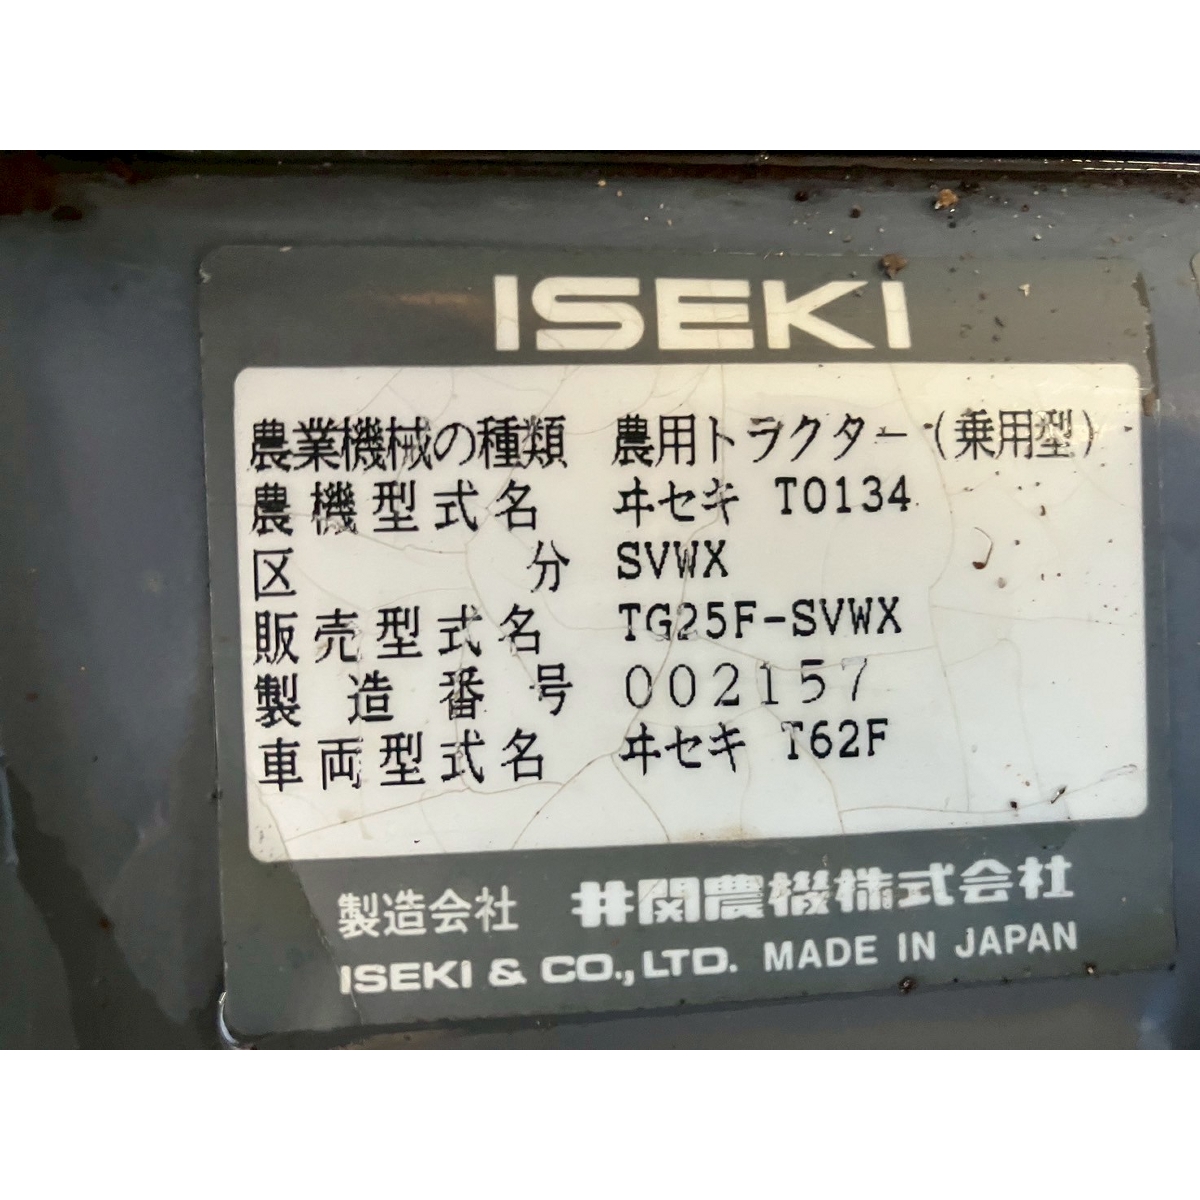 ISEKI
農業機械の種類 農用トラクター(乗用型)
農機型式名 ヰセキ T0134
区分 SVWX
販売型式名 TG25F-SVWX
製造番号 002157
車両型式名 ヰセキ T62F
製造会社 井関農機株式会社
ISEKI & CO., LTD. MADE IN JAPAN